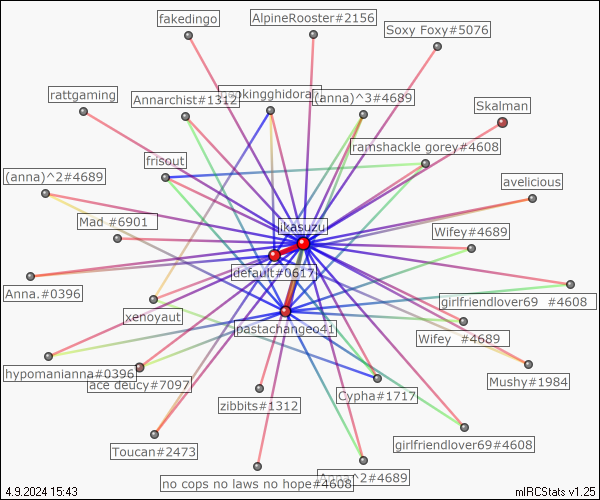 fakedingo
AlpineRooster#2156
Soxy Foxy#5076
rattgaming
Annarchist#1312
(anna)^3#4689
Skalman
ramshackle gorey#4608
frisout
(anna)^2#4689
avelicious
Mad #6901
ikasuzu
Wifey#4689
default#0617
Anna.#0396
girlfriendlover69 #4608
xenoyaut
pastachangeo41
Wifey #4689
hypomanianna#0396
ace deucy#7097
Mushy#1984
Cypha#1717
zibbits#1312
girlfriendlover69#4608
Toucan#2473
no cops no laws no hope#4608
Anna^2#4689
4.9.2024 15:43
mIRCStats v1.25